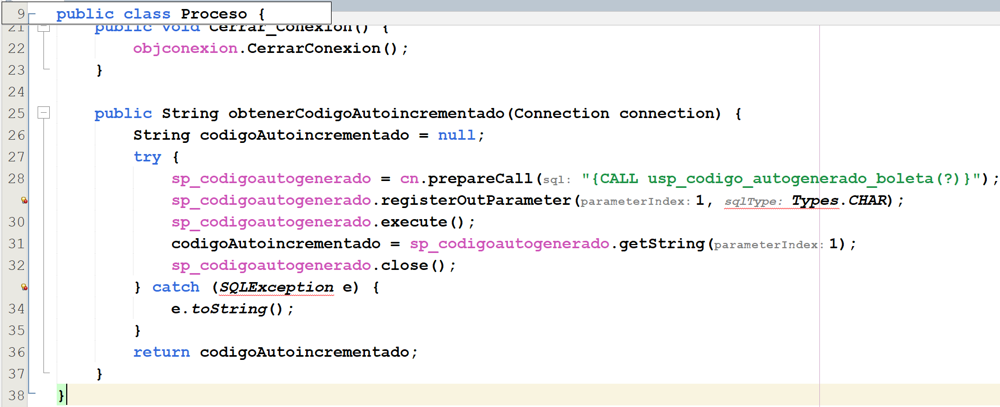 9 public class Proceso {
21 public void Cerrar_Conexion() {
22 objconexion.CerrarConexion();
23 }
24
25 public String obtenerCodigoAutoincrementado(Connection connection) {
26 String codigoAutoincrementado = null;
27 try {
28 sp_codigoautogenerado = cn.prepareCall(sql: "{CALL usp_codigo_autogenerado_boleta(?)}");
sp_codigoautogenerado.registerOutParameter(parameterIndex: 1, sqlType: Types.CHAR);
30 sp_codigoautogenerado.execute();
31 codigoAutoincrementado = sp_codigoautogenerado.getString(parameterIndex: 1);
32 sp_codigoautogenerado.close();
} catch (SQLException e) {
34 e.toString();
35 }
36 return codigoAutoincrementado;
37 }
38 }